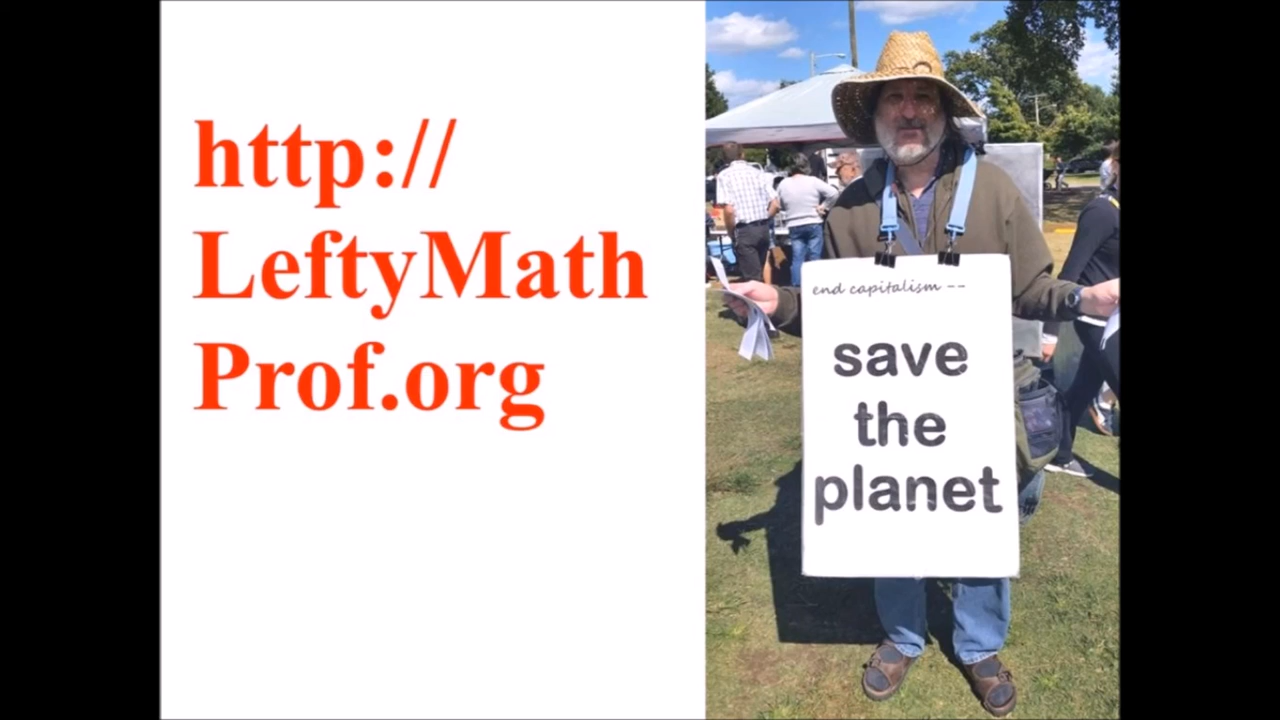 http://
LeftyMath
Prof.org
end capitalism --
save
the
planet